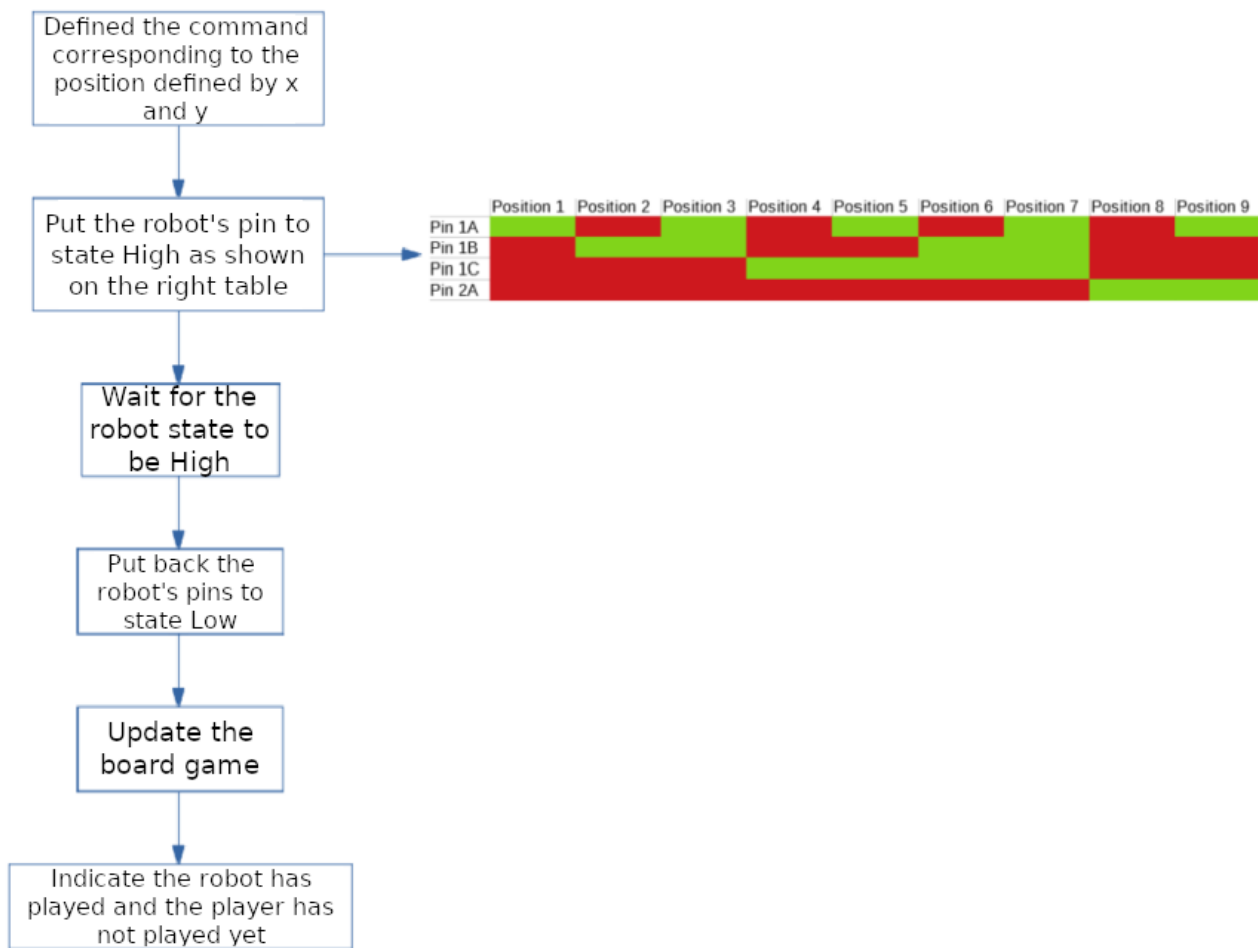 Defined the command
corresponding to the
position defined by x
and y
Put the robot's pin to
state High as shown
on the right table
Position 1 Position 2 Position 3 Position 4 Position 5 Position 6 Position 7 Position 8 Position 9
Pin 1A
Pin 1B
Pin 1C
Pin 2A
Wait for the
robot state to
be High
Put back the
robot's pins to
state Low
Update the
board game
Indicate the robot has
played and the player has
not played yet